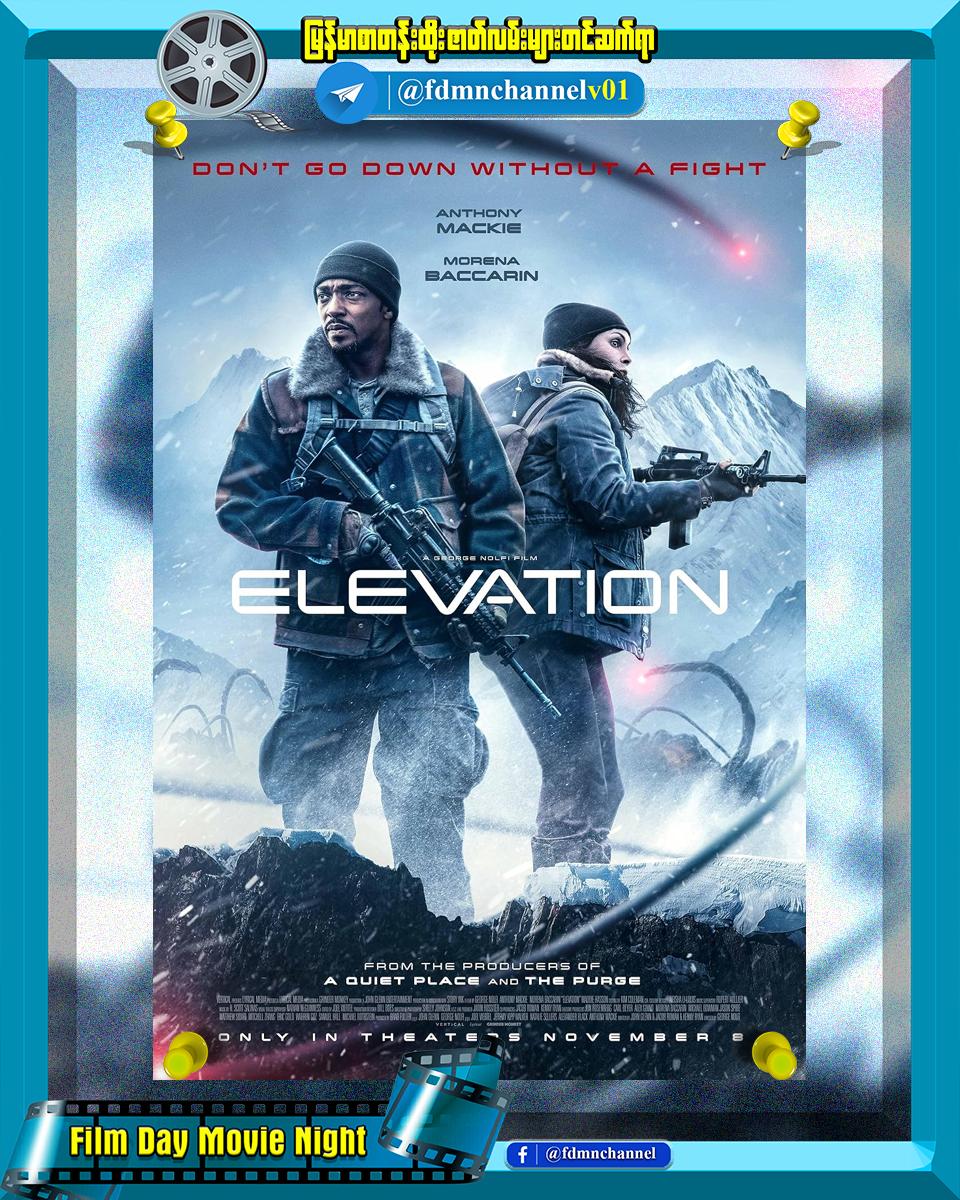 မြန်မာစာတန်းထိုးဇာတ်လမ်းများတင်ဆက်ရာ
@fdmnchannelv01
DON'T GO DOWN WITHOUT A FIGHT
ANTHONY
MACKIE
MORENA
BACCARIN
A GEORGE NOLFI FILM
ELEVATION
FROM THE PRODUCERS OF
A QUIET PLACE AND THE PURGE
ONLY IN THEATERS NOVEMBER 8
Film Day Movie Night
f @fdmnchannel